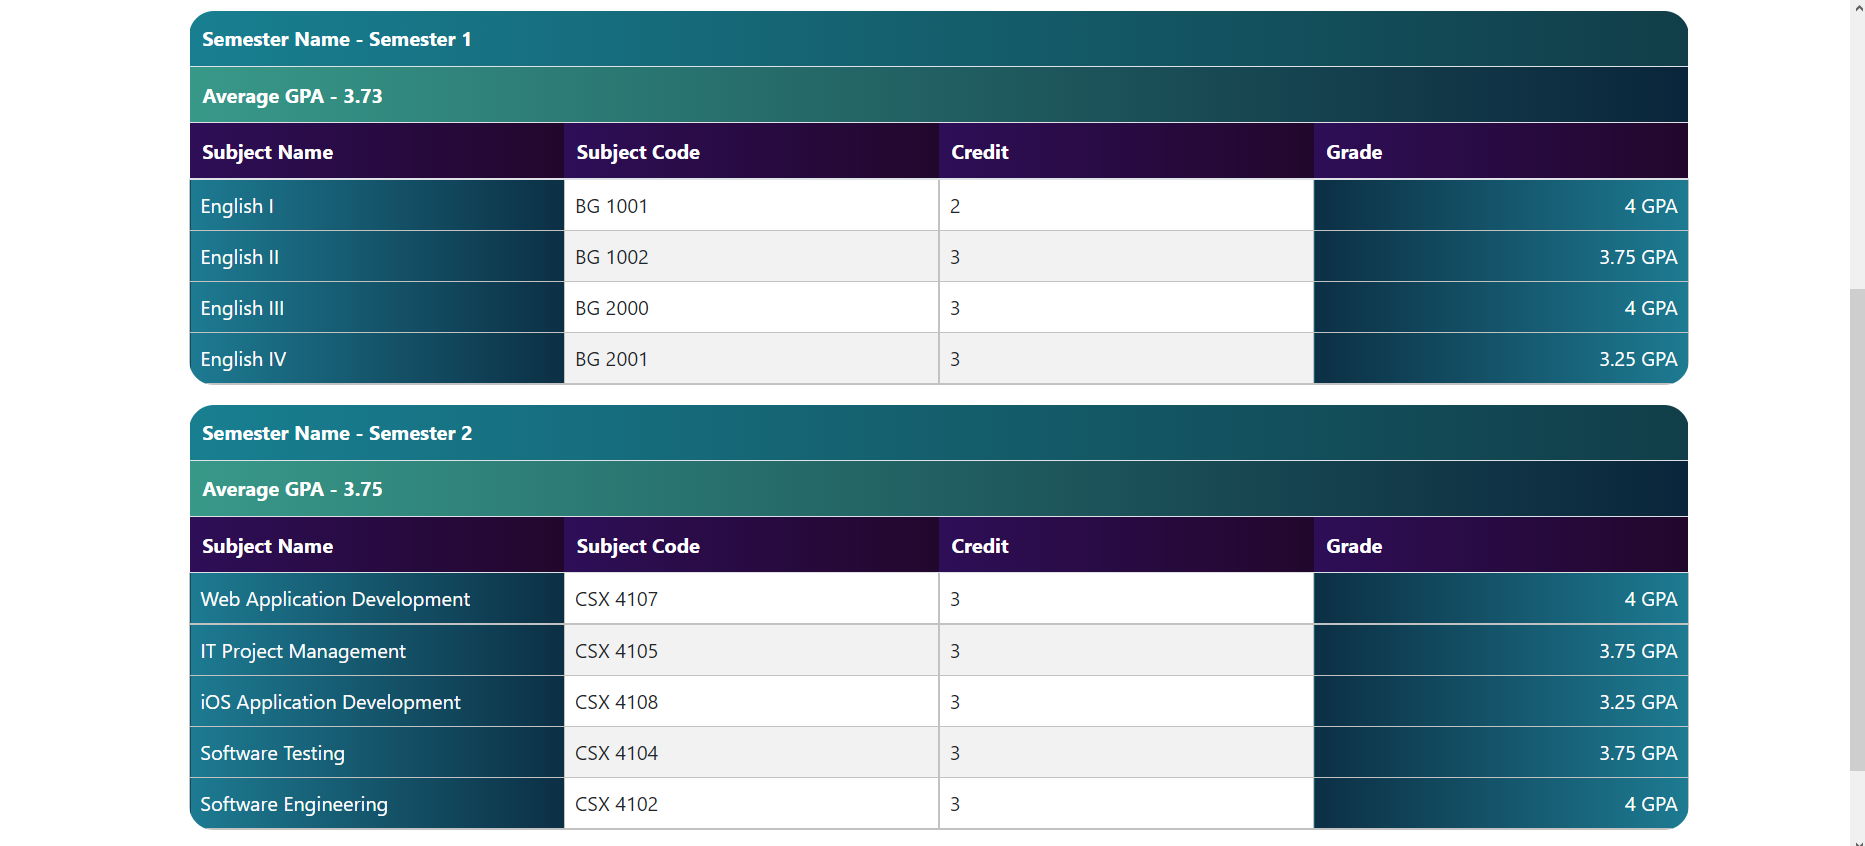 Semester Name - Semester 1
Average GPA - 3.73
Subject Name Subject Code Credit Grade
English I BG 1001 2 4 GPA
English II BG 1002 3 3.75 GPA
English III BG 2000 3 4 GPA
English IV BG 2001 3 3.25 GPA
Semester Name - Semester 2
Average GPA - 3.75
Subject Name Subject Code Credit Grade
Web Application Development CSX 4107 3 4 GPA
IT Project Management CSX 4105 3 3.75 GPA
iOS Application Development CSX 4108 3 3.25 GPA
Software Testing CSX 4104 3 3.75 GPA
Software Engineering CSX 4102 3 4 GPA